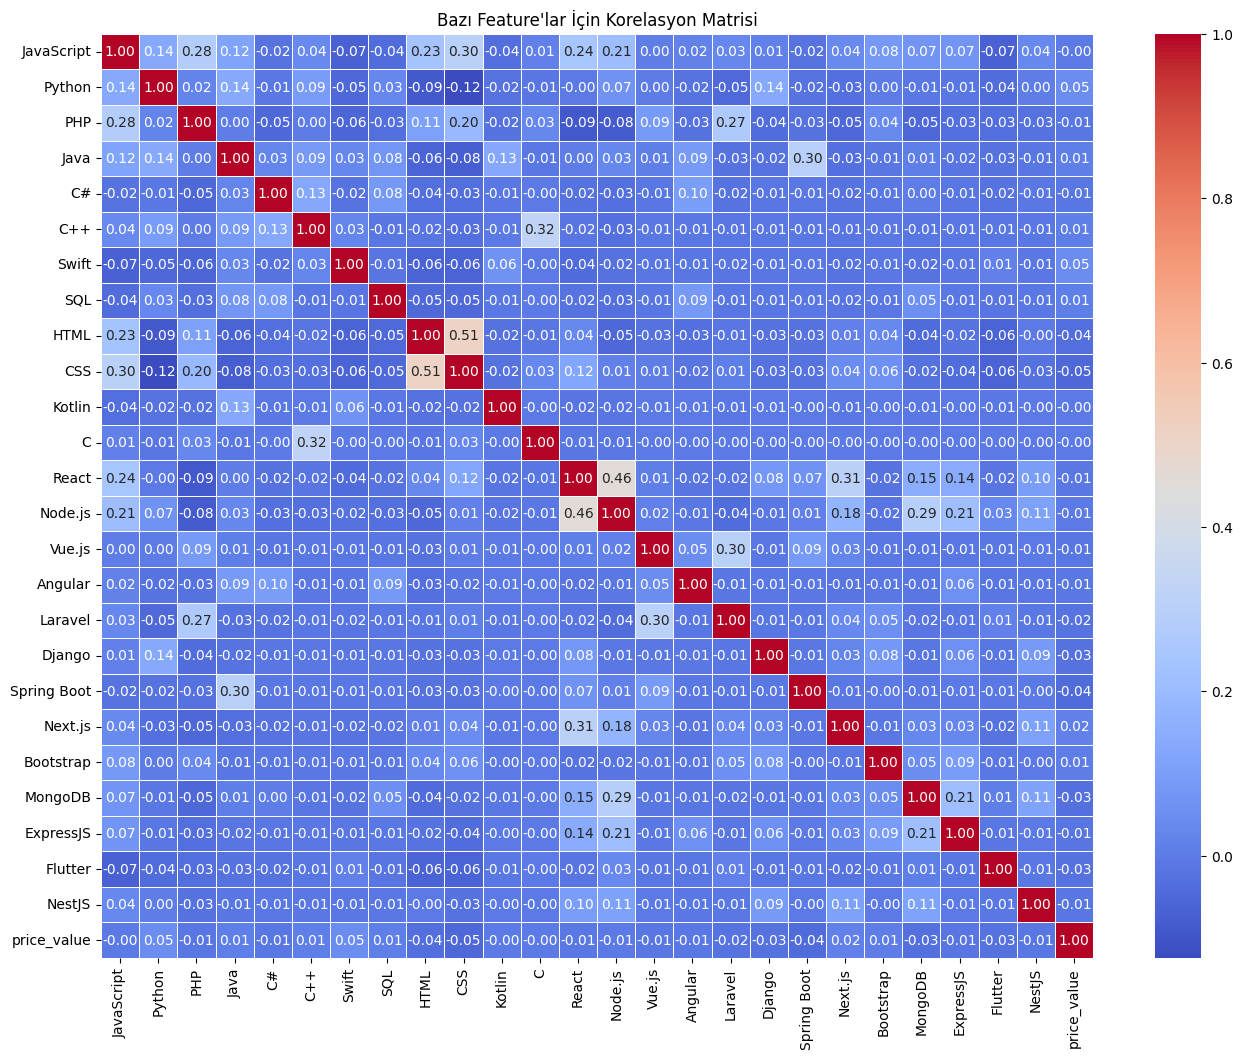 Bazı Feature'lar İçin Korelasyon Matrisi
JavaScript 1.00 0.14 0.28 0.12 -0.02 0.04 -0.07 -0.04 0.23 0.30 -0.04 0.01 0.24 0.21 0.00 0.02 0.03 0.01 -0.02 0.04 0.08 0.07 0.07 -0.07 0.04 -0.00
Python 0.14 1.00 0.02 0.14 -0.01 0.09 -0.05 0.03 -0.09 -0.12 -0.02 -0.01 -0.00 0.07 0.00 -0.02 -0.05 0.14 -0.02 -0.03 0.00 -0.01 -0.01 -0.04 0.00 0.05
PHP 0.28 0.02 1.00 0.00 -0.05 0.00 -0.06 -0.03 0.11 0.20 -0.02 0.03 -0.09 -0.08 0.09 -0.03 0.27 -0.04 -0.03 -0.05 0.04 -0.05 -0.03 -0.03 -0.03 -0.01
Java 0.12 0.14 0.00 1.00 0.03 0.09 0.03 0.08 -0.06 -0.08 0.13 -0.01 0.00 0.03 0.01 0.09 -0.03 -0.02 0.30 -0.03 -0.01 0.01 -0.02 -0.03 -0.01 0.01
C# -0.02 -0.01 -0.05 0.03 1.00 0.13 -0.02 0.08 -0.04 -0.03 -0.01 -0.00 -0.02 -0.03 -0.01 0.10 -0.02 -0.01 -0.01 -0.02 -0.01 0.00 -0.01 -0.02 -0.01 -0.01
C++ 0.04 0.09 0.00 0.09 0.13 1.00 0.03 -0.01 -0.02 -0.03 -0.01 0.32 -0.02 -0.03 -0.01 -0.01 -0.01 -0.01 -0.01 -0.02 -0.01 -0.01 -0.01 -0.01 -0.01 0.01
Swift -0.07 -0.05 -0.06 0.03 -0.02 0.03 1.00 -0.01 -0.06 -0.06 0.06 -0.00 -0.04 -0.02 -0.01 -0.01 -0.02 -0.01 -0.01 -0.02 -0.01 -0.02 -0.01 0.01 -0.01 0.05
SQL -0.04 0.03 -0.03 0.08 0.08 -0.01 -0.01 1.00 -0.05 -0.05 -0.01 -0.00 -0.02 -0.03 -0.01 0.09 -0.01 -0.01 -0.01 -0.02 -0.01 0.05 -0.01 -0.01 -0.00 0.01
HTML 0.23 -0.09 0.11 -0.06 -0.04 -0.02 -0.06 -0.05 1.00 0.51 -0.02 -0.01 0.04 -0.05 -0.03 -0.03 -0.01 -0.03 -0.03 0.01 0.04 -0.04 -0.02 -0.06 -0.00 -0.04
CSS 0.30 -0.12 0.20 -0.08 -0.03 -0.03 -0.06 -0.05 0.51 1.00 -0.02 0.03 0.12 0.01 0.01 -0.02 0.01 -0.03 -0.03 0.04 0.06 -0.02 -0.04 -0.06 -0.03 -0.05
Kotlin -0.04 -0.02 -0.02 0.13 -0.01 -0.01 0.06 -0.01 -0.02 -0.02 1.00 -0.00 -0.02 -0.02 -0.01 -0.01 -0.01 -0.01 -0.00 -0.01 -0.00 -0.01 -0.00 -0.01 -0.00 -0.00
C 0.01 -0.01 0.03 -0.01 -0.00 0.32 -0.00 -0.00 -0.01 0.03 -0.00 1.00 -0.01 -0.01 -0.00 -0.00 -0.00 -0.00 -0.00 -0.00 -0.00 -0.00 -0.00 -0.00 -0.00 -0.00
React 0.24 -0.00 -0.09 0.00 -0.02 -0.02 -0.04 -0.02 0.04 0.12 -0.02 -0.01 1.00 0.46 0.01 -0.02 -0.02 0.08 0.07 0.31 -0.02 0.15 0.14 -0.02 0.10 -0.01
Node.js 0.21 0.07 -0.08 0.03 -0.03 -0.03 -0.02 -0.03 -0.05 0.01 -0.02 -0.01 0.46 1.00 0.02 -0.01 -0.04 -0.01 0.01 0.18 -0.02 0.29 0.21 0.03 0.11 -0.01
Vue.js 0.00 0.00 0.09 0.01 -0.01 -0.01 -0.01 -0.01 -0.03 0.01 -0.01 -0.00 0.01 0.02 1.00 0.05 0.30 -0.01 0.09 0.03 -0.01 -0.01 -0.01 -0.01 -0.01 -0.01
Angular 0.02 -0.02 -0.03 0.09 0.10 -0.01 -0.01 0.09 -0.03 -0.02 -0.01 -0.00 -0.02 -0.01 0.05 1.00 -0.01 -0.01 -0.01 -0.01 -0.01 -0.01 0.06 -0.01 -0.01 -0.01
Laravel 0.03 -0.05 0.27 -0.03 -0.02 -0.01 -0.02 -0.01 -0.01 0.01 -0.01 -0.00 -0.02 -0.04 0.30 -0.01 1.00 -0.01 -0.01 0.04 0.05 -0.02 -0.01 0.01 -0.01 -0.02
Django 0.01 0.14 -0.04 -0.02 -0.01 -0.01 -0.01 -0.01 -0.03 -0.03 -0.01 -0.00 0.08 -0.01 -0.01 -0.01 -0.01 1.00 -0.01 0.03 0.08 -0.01 0.06 -0.01 0.09 -0.03
Spring Boot -0.02 -0.02 -0.03 0.30 -0.01 -0.01 -0.01 -0.01 -0.03 -0.03 -0.00 -0.00 0.07 0.01 0.09 -0.01 -0.01 -0.01 1.00 -0.01 -0.00 -0.01 -0.01 -0.01 -0.00 -0.04
Next.js 0.04 -0.03 -0.05 -0.03 -0.02 -0.01 -0.02 -0.02 0.01 0.04 -0.01 -0.00 0.31 0.18 0.03 -0.01 0.04 0.03 -0.01 1.00 -0.01 0.03 0.03 -0.02 0.11 0.02
Bootstrap 0.08 0.00 0.04 -0.01 -0.01 -0.01 -0.01 -0.01 0.04 0.06 -0.00 -0.00 -0.02 -0.02 -0.01 -0.01 0.05 0.08 -0.00 -0.01 1.00 0.05 0.09 -0.01 -0.00 0.01
MongoDB 0.07 -0.01 -0.05 0.01 0.00 -0.01 -0.02 0.05 -0.04 -0.02 -0.01 -0.00 0.15 0.29 -0.01 -0.01 -0.02 -0.01 -0.01 0.03 0.05 1.00 0.21 0.01 0.11 -0.03
ExpressJS 0.07 -0.01 -0.03 -0.02 -0.01 -0.01 -0.01 -0.01 -0.02 -0.04 -0.00 -0.00 0.14 0.21 -0.01 0.06 -0.01 0.06 -0.01 0.03 0.09 0.21 1.00 -0.01 -0.01 -0.01
Flutter -0.07 -0.04 -0.03 -0.03 -0.02 -0.01 0.01 -0.01 -0.06 -0.06 -0.01 -0.00 -0.02 0.03 -0.01 -0.01 0.01 -0.01 -0.01 -0.02 -0.01 0.01 -0.01 1.00 -0.01 -0.03
NestJS 0.04 0.00 -0.03 -0.01 -0.01 -0.01 -0.01 -0.00 -0.00 -0.03 -0.00 -0.00 0.10 0.11 -0.01 -0.01 -0.01 0.09 -0.00 0.11 -0.00 0.11 -0.01 -0.01 1.00 -0.01
price_value -0.00 0.05 -0.01 0.01 -0.01 0.01 0.05 0.01 -0.04 -0.05 -0.00 -0.00 -0.01 -0.01 -0.01 -0.01 -0.02 -0.03 -0.04 0.02 0.01 -0.03 -0.01 -0.03 -0.01 1.00
JavaScript Python PHP Java C# C++ Swift SQL HTML CSS Kotlin C React Node.js Vue.js Angular Laravel Django Spring Boot Next.js Bootstrap MongoDB ExpressJS Flutter NestJS price_value
1.0
0.8
0.6
0.4
0.2
0.0